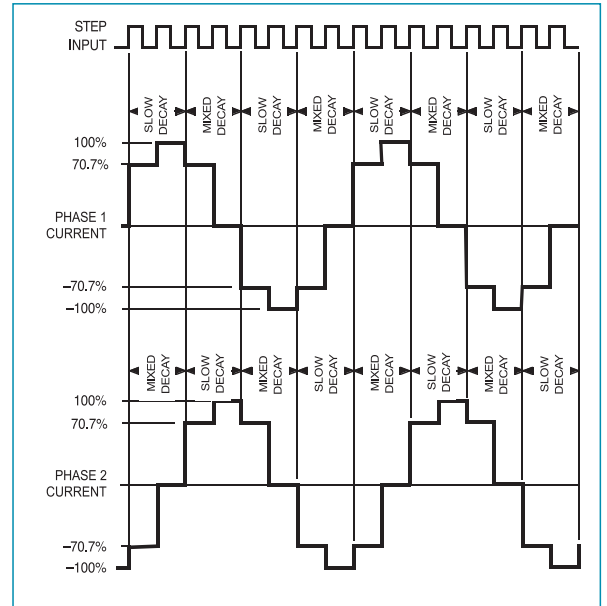 STEP
INPUT
SLOW
DECAY
MIXED
DECAY
SLOW
DECAY
MIXED
DECAY
SLOW
DECAY
MIXED
DECAY
SLOW
DECAY
MIXED
DECAY
100%
70.7%
PHASE 1
CURRENT
–70.7%
–100%
MIXED
DECAY
SLOW
DECAY
MIXED
DECAY
SLOW
DECAY
MIXED
DECAY
SLOW
DECAY
MIXED
DECAY
SLOW
DECAY
100%
70.7%
PHASE 2
CURRENT
–70.7%
–100%